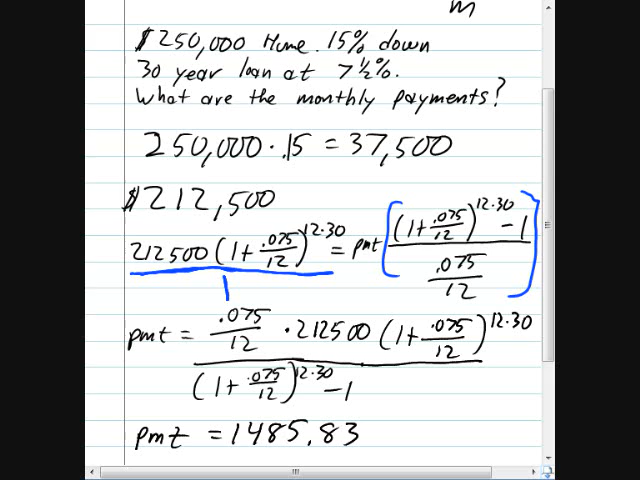 m
$250,000 Home. 15% down
30 year loan at 7 1/2%.
What are the monthly payments?
250,000 · .15 = 37,500
$212,500
212500 (1 + .075/12)^12·30 = pmt [((1 + .075/12)^12·30 - 1) / (.075/12)]
pmt = (.075/12 · 212500 (1 + .075/12)^12·30) / ((1 + .075/12)^12·30 - 1)
pmt = 1485.83